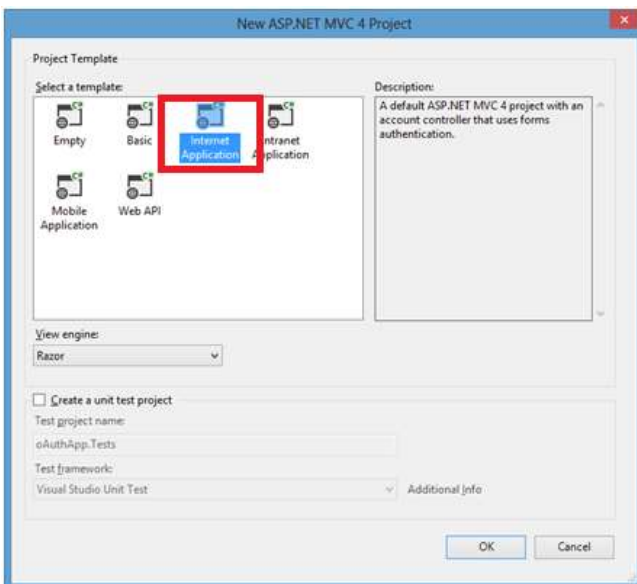 New ASP.NET MVC 4 Project
Project Template
Select a template:
Description:
Empty
Basic
Internet
Application
Intranet
Application
Mobile
Application
Web API
A default ASP.NET MVC 4 project with an
account controller that uses forms
authentication.
View engine:
Razor
Create a unit test project
Test project name:
oAuthApp.Tests
Test framework:
Visual Studio Unit Test
Additional Info
OK
Cancel